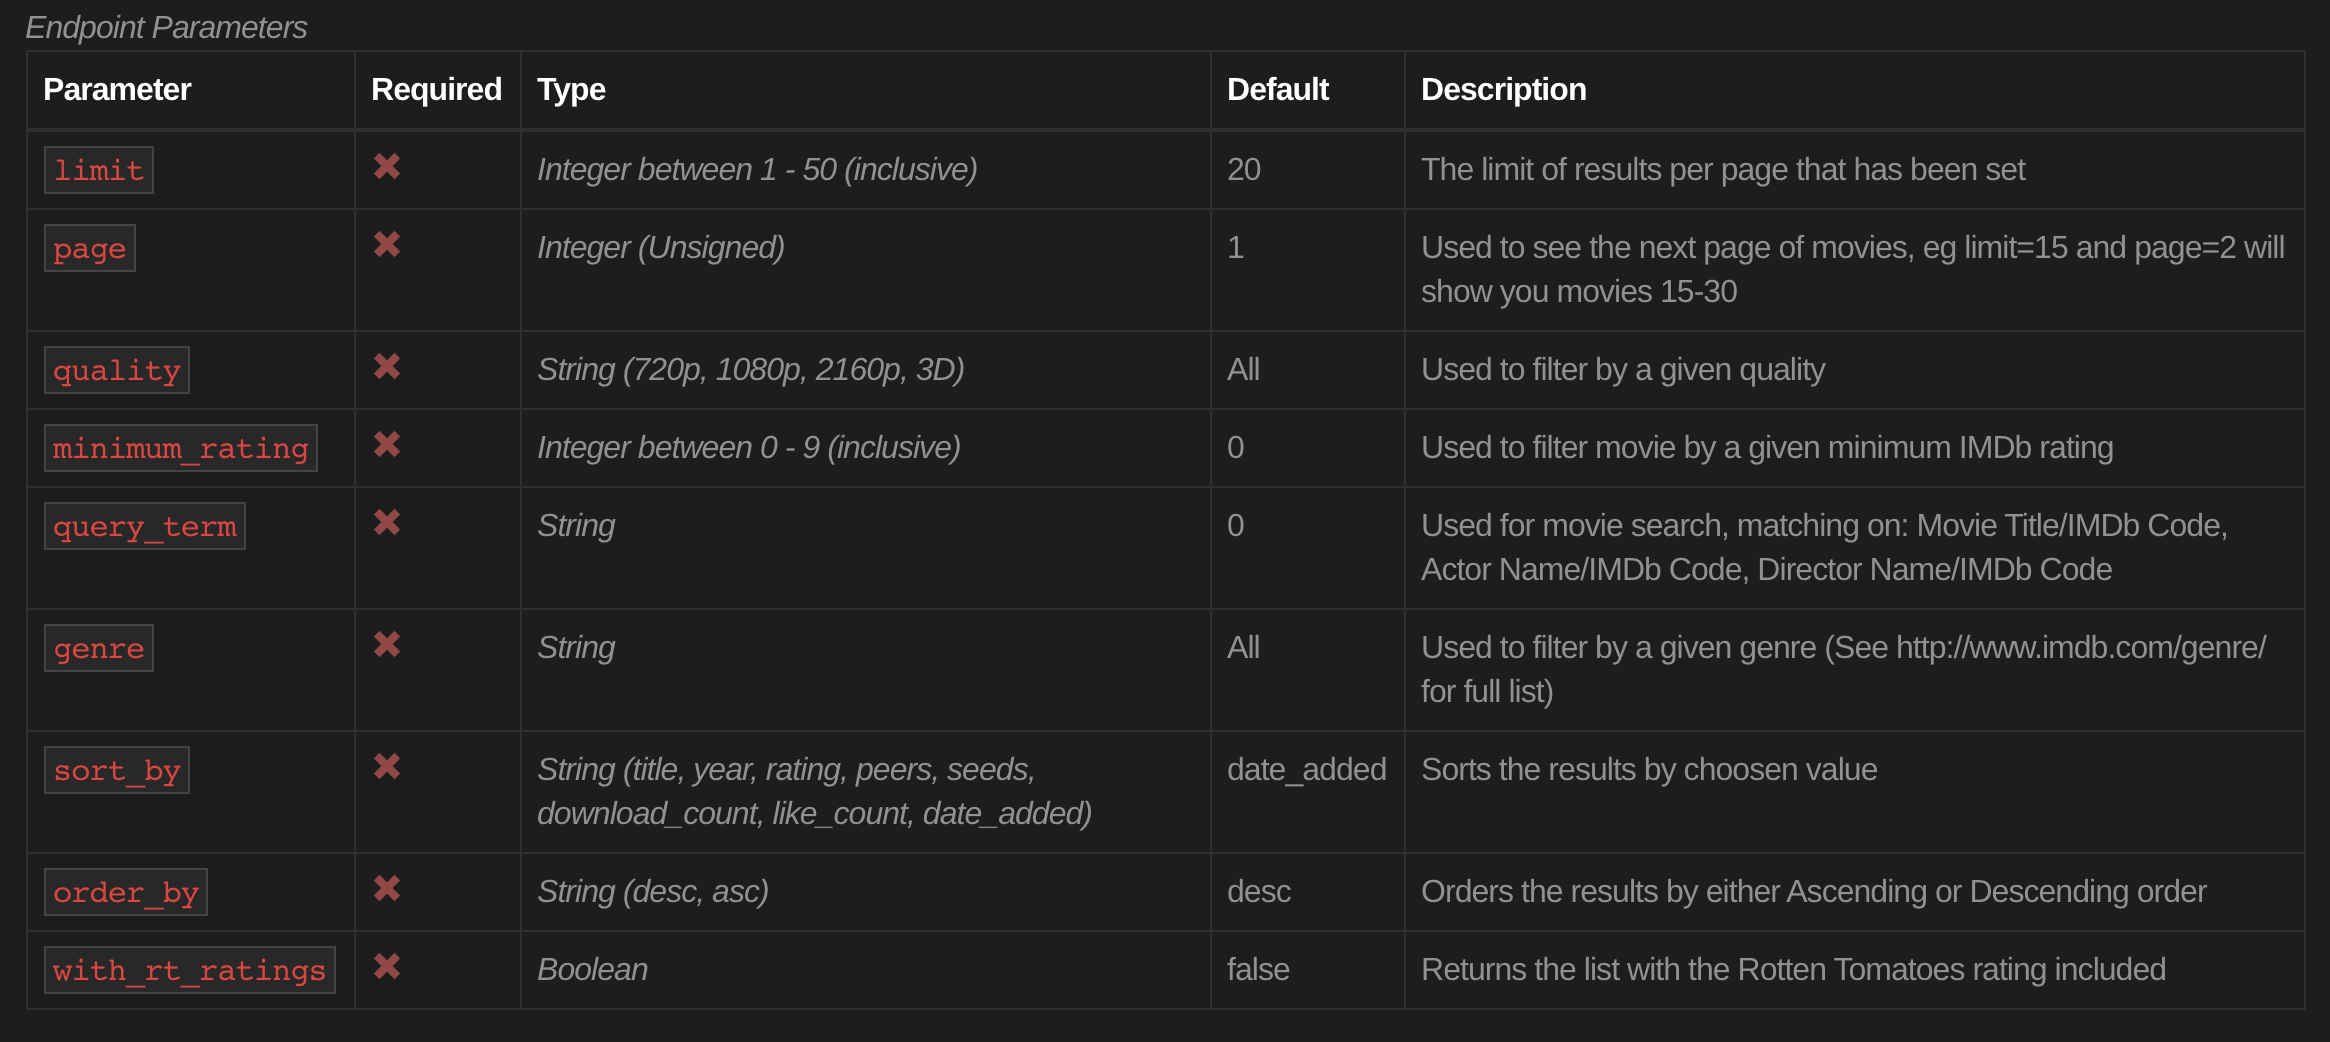 Endpoint Parameters
Parameter Required Type Default Description
limit ✖ Integer between 1 - 50 (inclusive) 20 The limit of results per page that has been set
page ✖ Integer (Unsigned) 1 Used to see the next page of movies, eg limit=15 and page=2 will
show you movies 15-30
quality ✖ String (720p, 1080p, 2160p, 3D) All Used to filter by a given quality
minimum_rating ✖ Integer between 0 - 9 (inclusive) 0 Used to filter movie by a given minimum IMDb rating
query_term ✖ String 0 Used for movie search, matching on: Movie Title/IMDb Code,
Actor Name/IMDb Code, Director Name/IMDb Code
genre ✖ String All Used to filter by a given genre (See http://www.imdb.com/genre/
for full list)
sort_by ✖ String (title, year, rating, peers, seeds, date_added Sorts the results by choosen value
download_count, like_count, date_added)
order_by ✖ String (desc, asc) desc Orders the results by either Ascending or Descending order
with_rt_ratings ✖ Boolean false Returns the list with the Rotten Tomatoes rating included